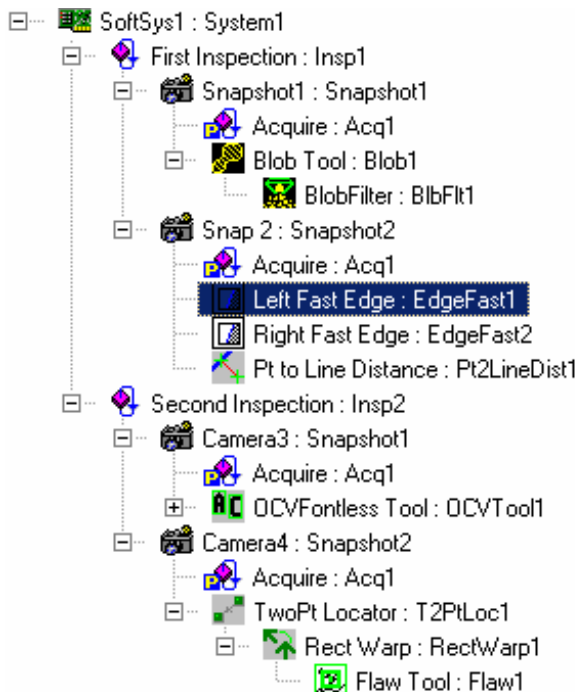 SoftSys1 : System1
First Inspection : Insp1
Snapshot1 : Snapshot1
Acquire : Acq1
Blob Tool : Blob1
BlobFilter : BlbFlt1
Snap 2 : Snapshot2
Acquire : Acq1
Left Fast Edge : EdgeFast1
Right Fast Edge : EdgeFast2
Pt to Line Distance : Pt2LineDist1
Second Inspection : Insp2
Camera3 : Snapshot1
Acquire : Acq1
OCVFontless Tool : OCVTool1
Camera4 : Snapshot2
Acquire : Acq1
TwoPt Locator : T2PtLoc1
Rect Warp : RectWarp1
Flaw Tool : Flaw1